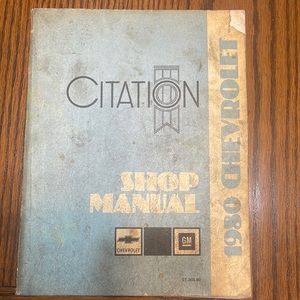 CITATION
SHOP
MANUAL
CHEVROLET
GM
1980 CHEVROLET